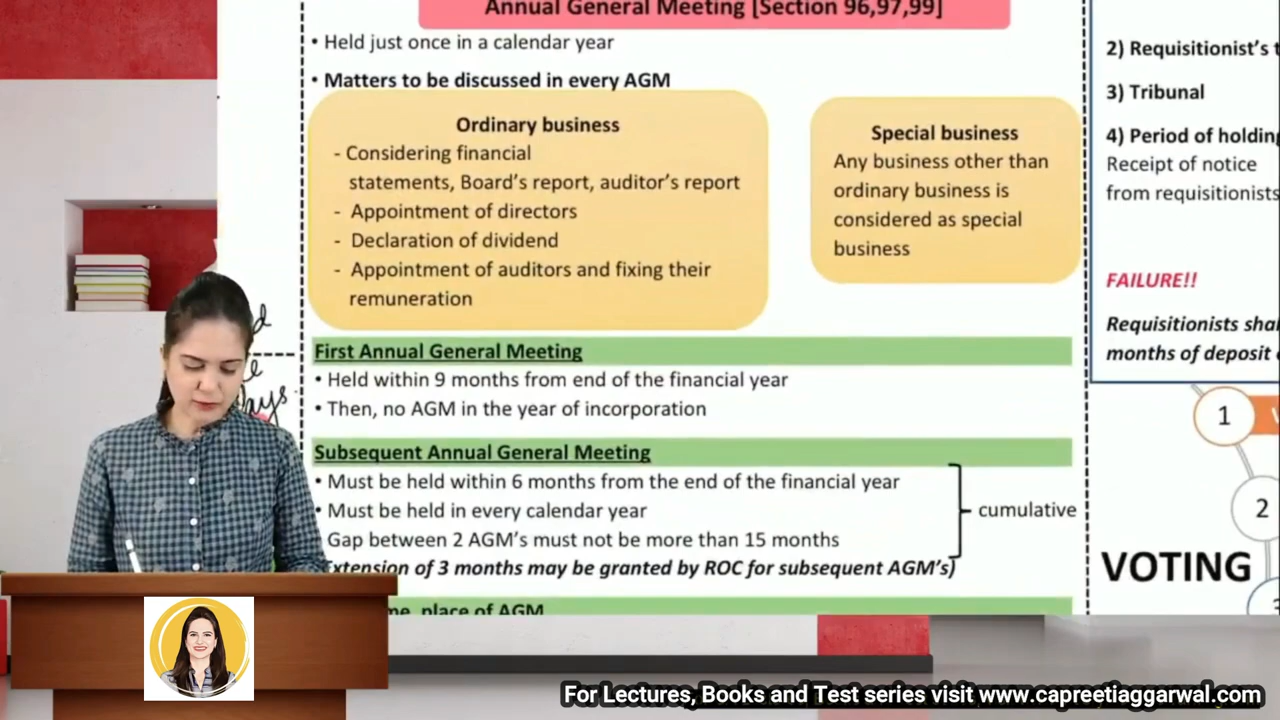 Annual General Meeting [Section 96,97,99]
• Held just once in a calendar year
• Matters to be discussed in every AGM
Ordinary business
- Considering financial
statements, Board's report, auditor's report
- Appointment of directors
- Declaration of dividend
- Appointment of auditors and fixing their
remuneration
Special business
Any business other than
ordinary business is
considered as special
business
First Annual General Meeting
• Held within 9 months from end of the financial year
• Then, no AGM in the year of incorporation
Subsequent Annual General Meeting
• Must be held within 6 months from the end of the financial year
• Must be held in every calendar year
Gap between 2 AGM's must not be more than 15 months
cumulative
xtension of 3 months may be granted by ROC for subsequent AGM's)
place of AGM
2) Requisitionist's
3) Tribunal
4) Period of holding
Receipt of notice
from requisitionists
FAILURE!!
Requisitionists
months of deposit
1
2
VOTING
days
For Lectures, Books and Test series visit www.capreetiaggarwal.com